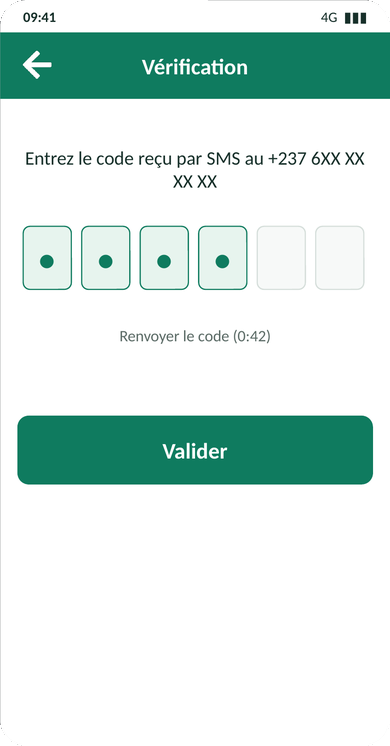 09:41 4G
Vérification
Entrez le code reçu par SMS au +237 6XX XX
XX XX
Renvoyer le code (0:42)
Valider